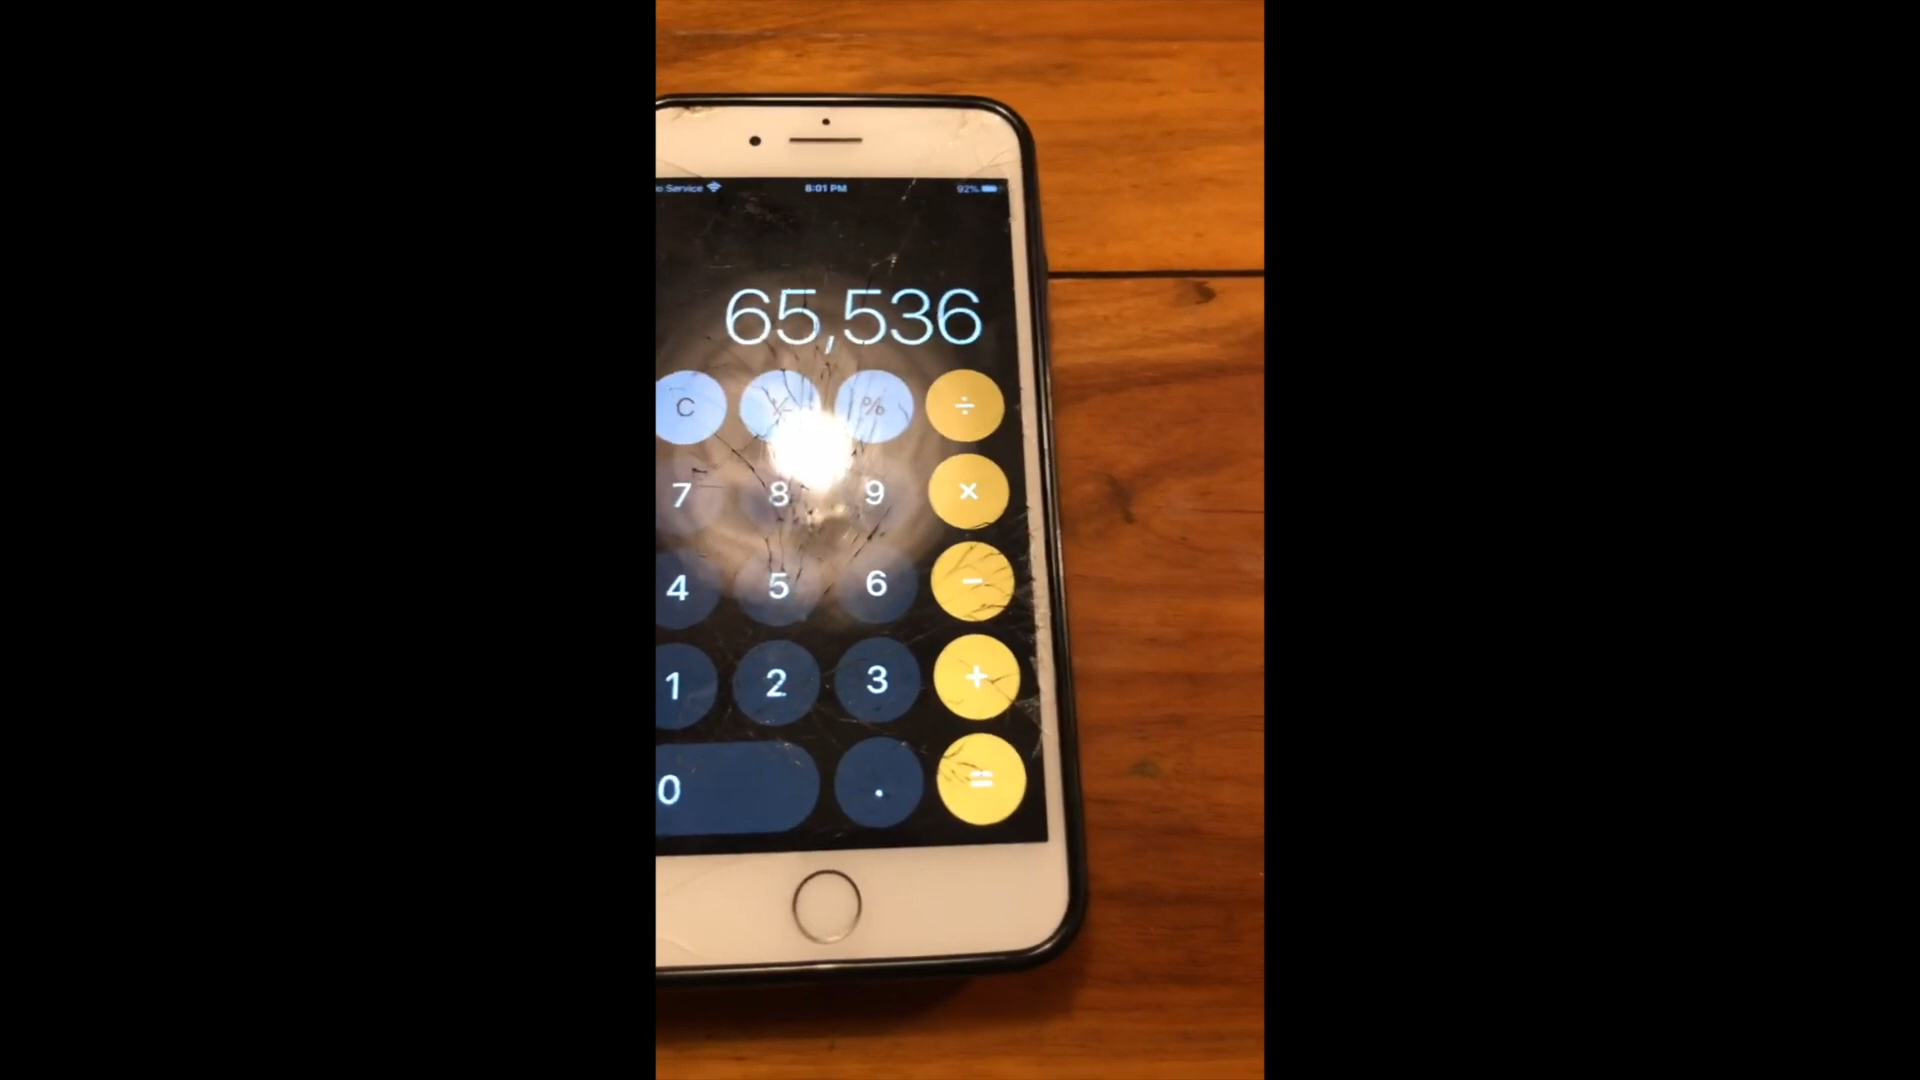 o Service 8:01 PM 92%
65,536
C % ÷
7 8 9 ×
4 5 6 −
1 2 3 +
0 . =